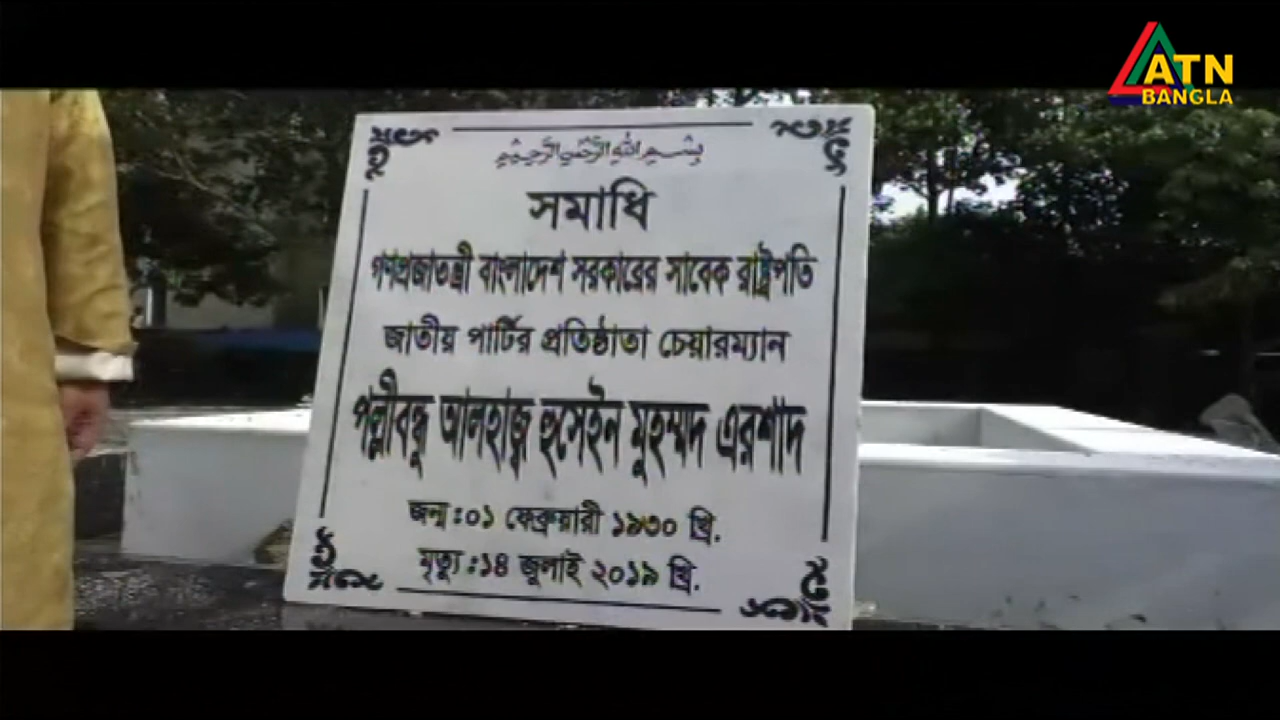 ATN
BANGLA
بسم الله الرحمن الرحيم
সমাধি
গণপ্রজাতন্ত্রী বাংলাদেশ সরকারের সাবেক রাষ্ট্রপতি
জাতীয় পার্টির প্রতিষ্ঠাতা চেয়ারম্যান
পল্লীবন্ধু আলহাজ্ব হুসেইন মুহম্মদ এরশাদ
জন্ম :০১ ফেব্রুয়ারী ১৯৩০ খ্রি.
মৃত্যু :১৪ জুলাই ২০১৯ খ্রি.